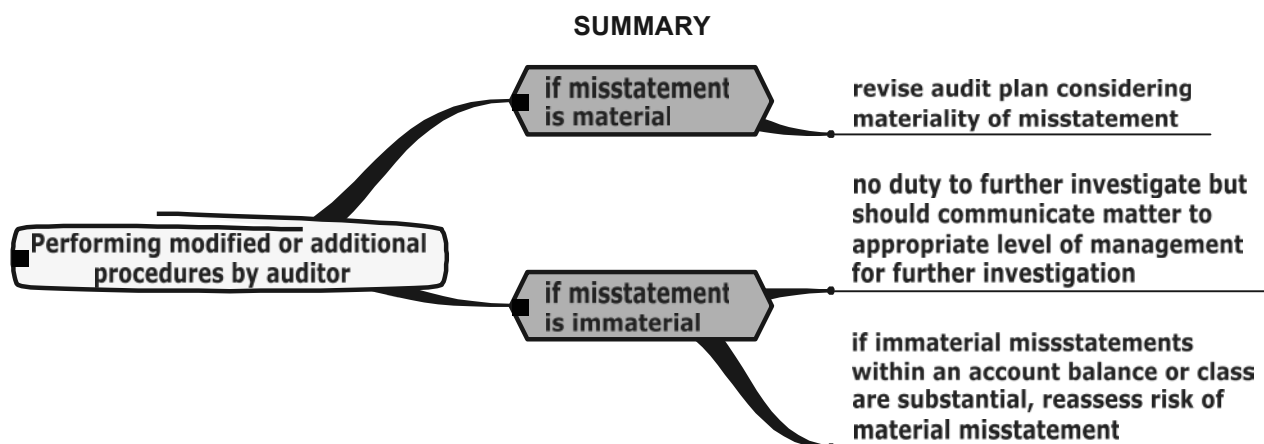 SUMMARY
if misstatement
is material
revise audit plan considering
materiality of misstatement
Performing modified or additional
procedures by auditor
no duty to further investigate but
should communicate matter to
appropriate level of management
for further investigation
if misstatement
is immaterial
if immaterial missstatements
within an account balance or class
are substantial, reassess risk of
material misstatement